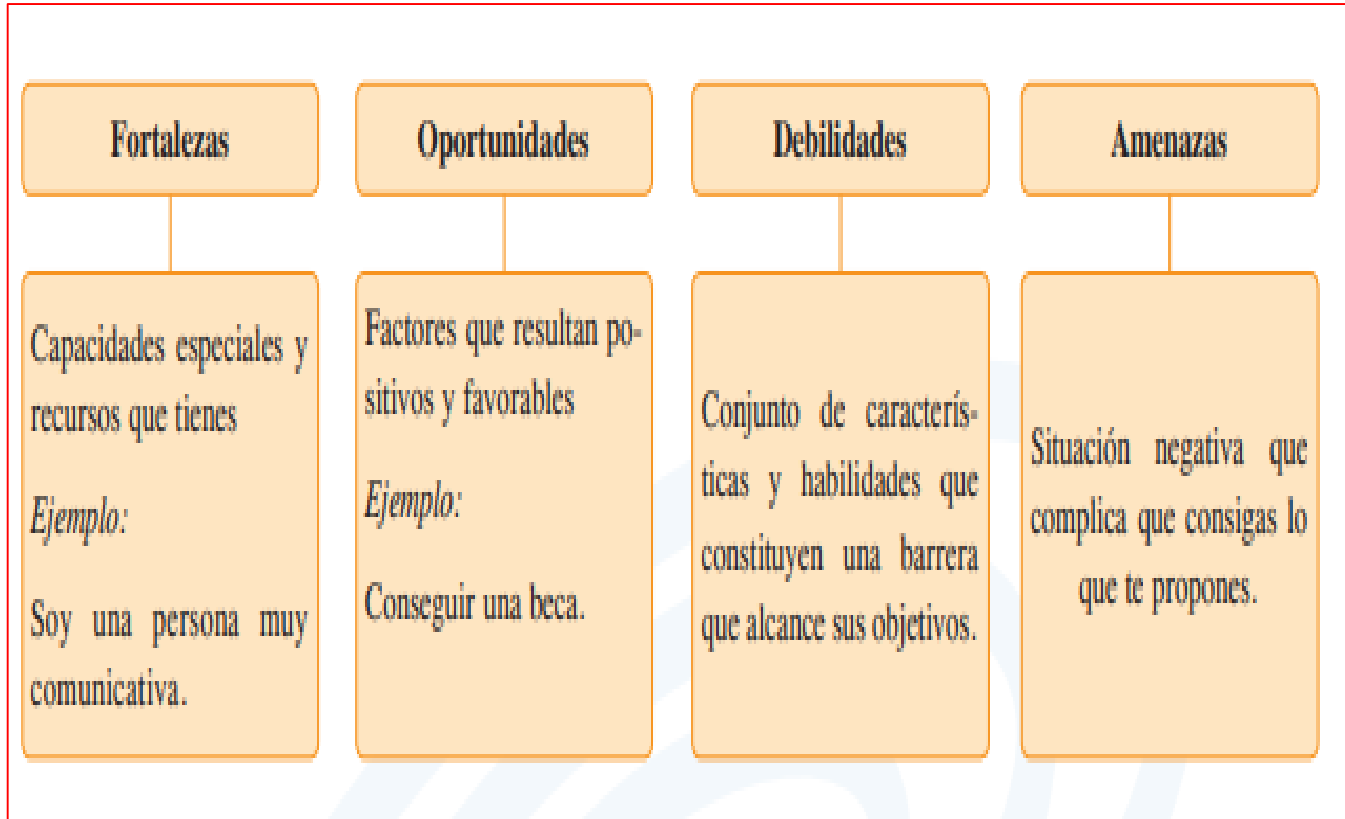 Fortalezas
Capacidades especiales y
recursos que tienes
Ejemplo:
Soy una persona muy
comunicativa.
Oportunidades
Factores que resultan po-
sitivos y favorables
Ejemplo:
Conseguir una beca.
Debilidades
Conjunto de caracterís-
ticas y habilidades que
constituyen una barrera
que alcance sus objetivos.
Amenazas
Situación negativa que
complica que consigas lo
que te propones.